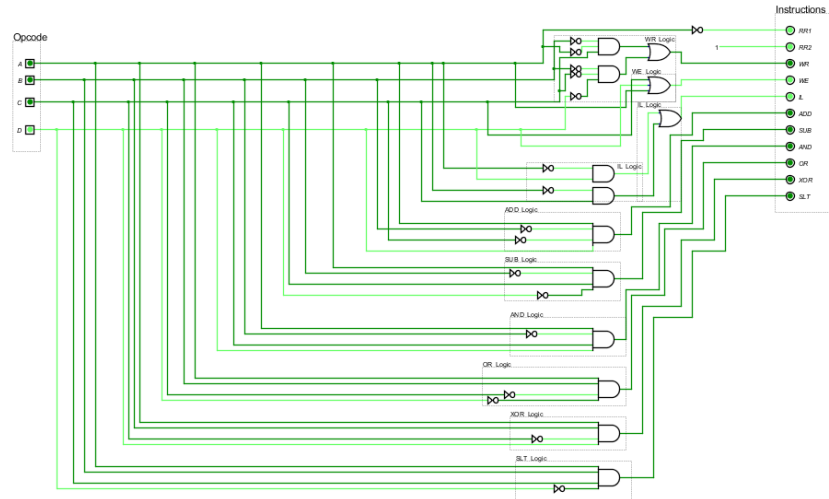 Instructions
Opcode
RR1
1
RR2
WR Logic
A
WR
WE Logic
B
WE
IL
C
IL Logic
ADD
D
SUB
AND
IL Logic
OR
XOR
SLT
ADD Logic
SUB Logic
AND Logic
OR Logic
XOR Logic
SLT Logic